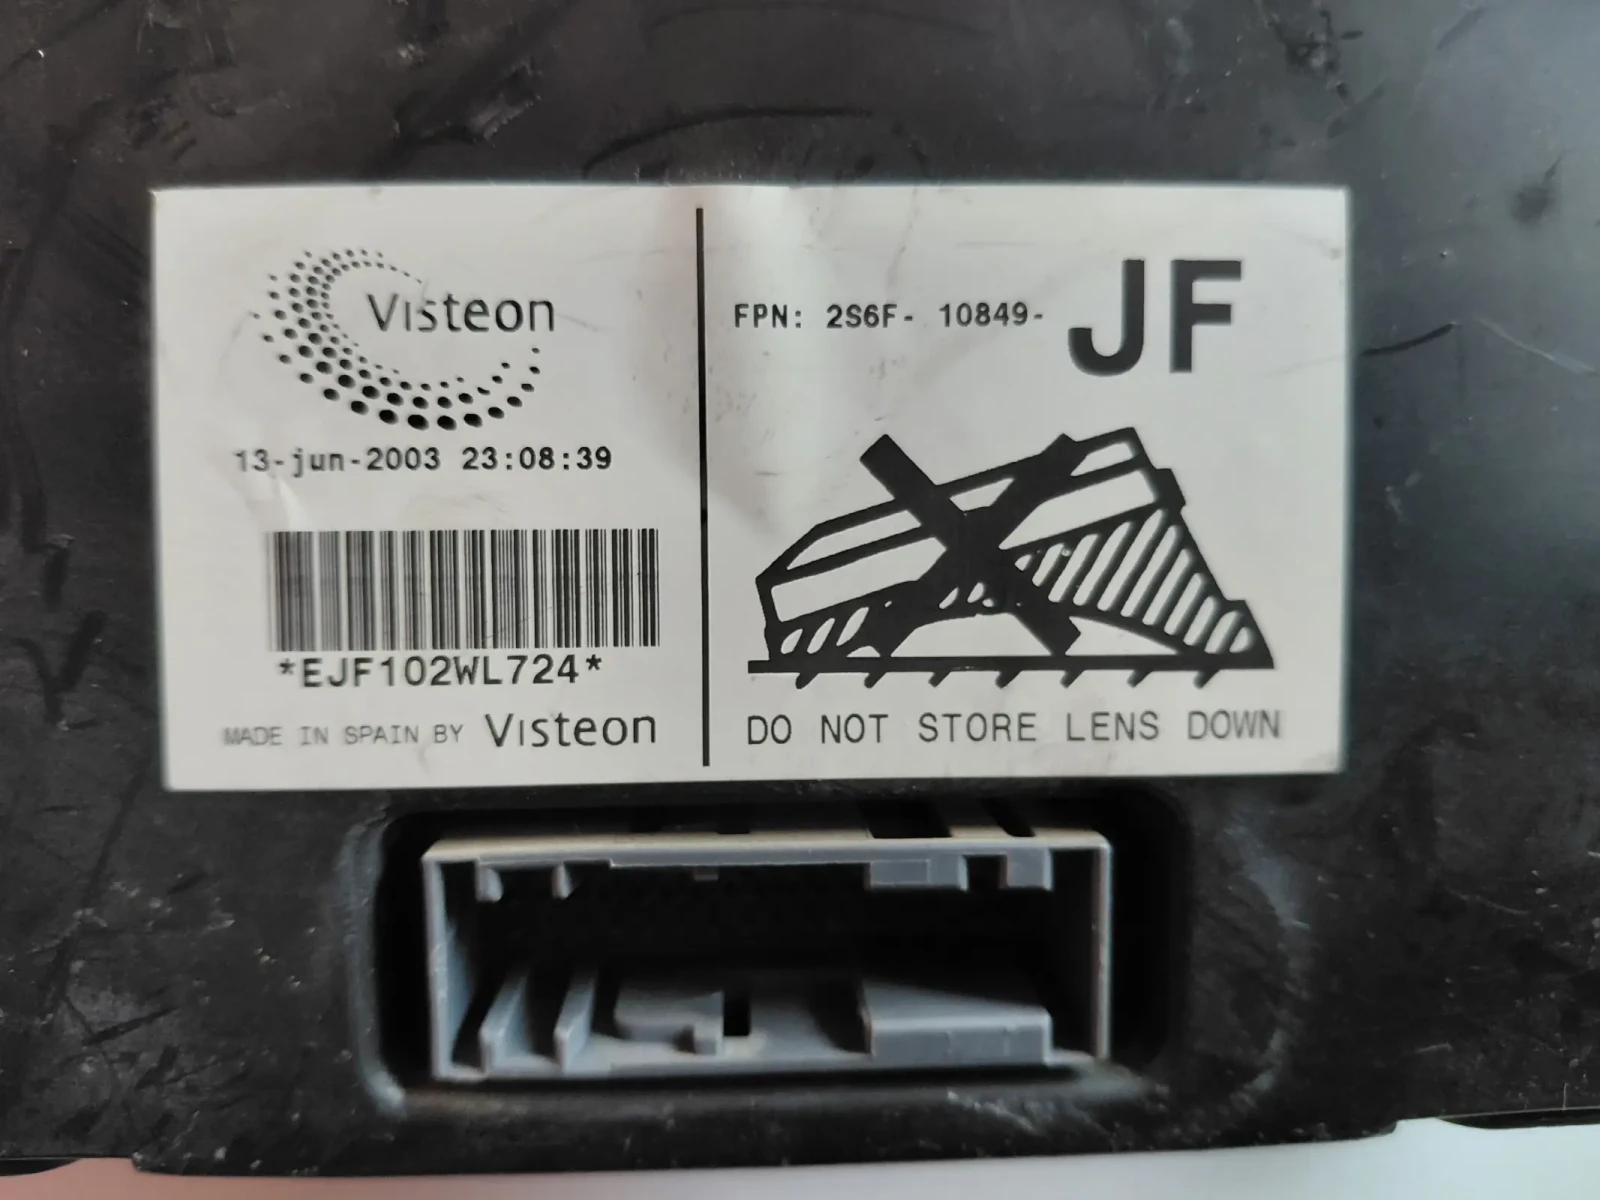 Visteon
13-jun-2003 23:08:39
*EJF102WL724*
MADE IN SPAIN BY Visteon
FPN: 2S6F- 10849- JF
DO NOT STORE LENS DOWN